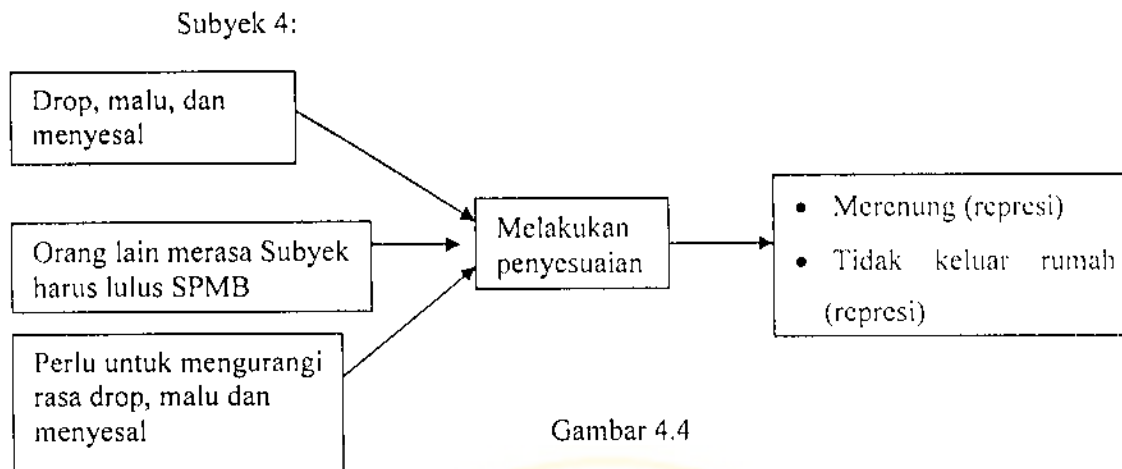 Subyek 4:
Drop, malu, dan
menyesal
Orang lain merasa Subyek
harus lulus SPMB
Perlu untuk mengurangi
rasa drop, malu dan
menyesal
Melakukan
penyesuaian
• Merenung (represi)
• Tidak keluar rumah
(represi)
Gambar 4.4